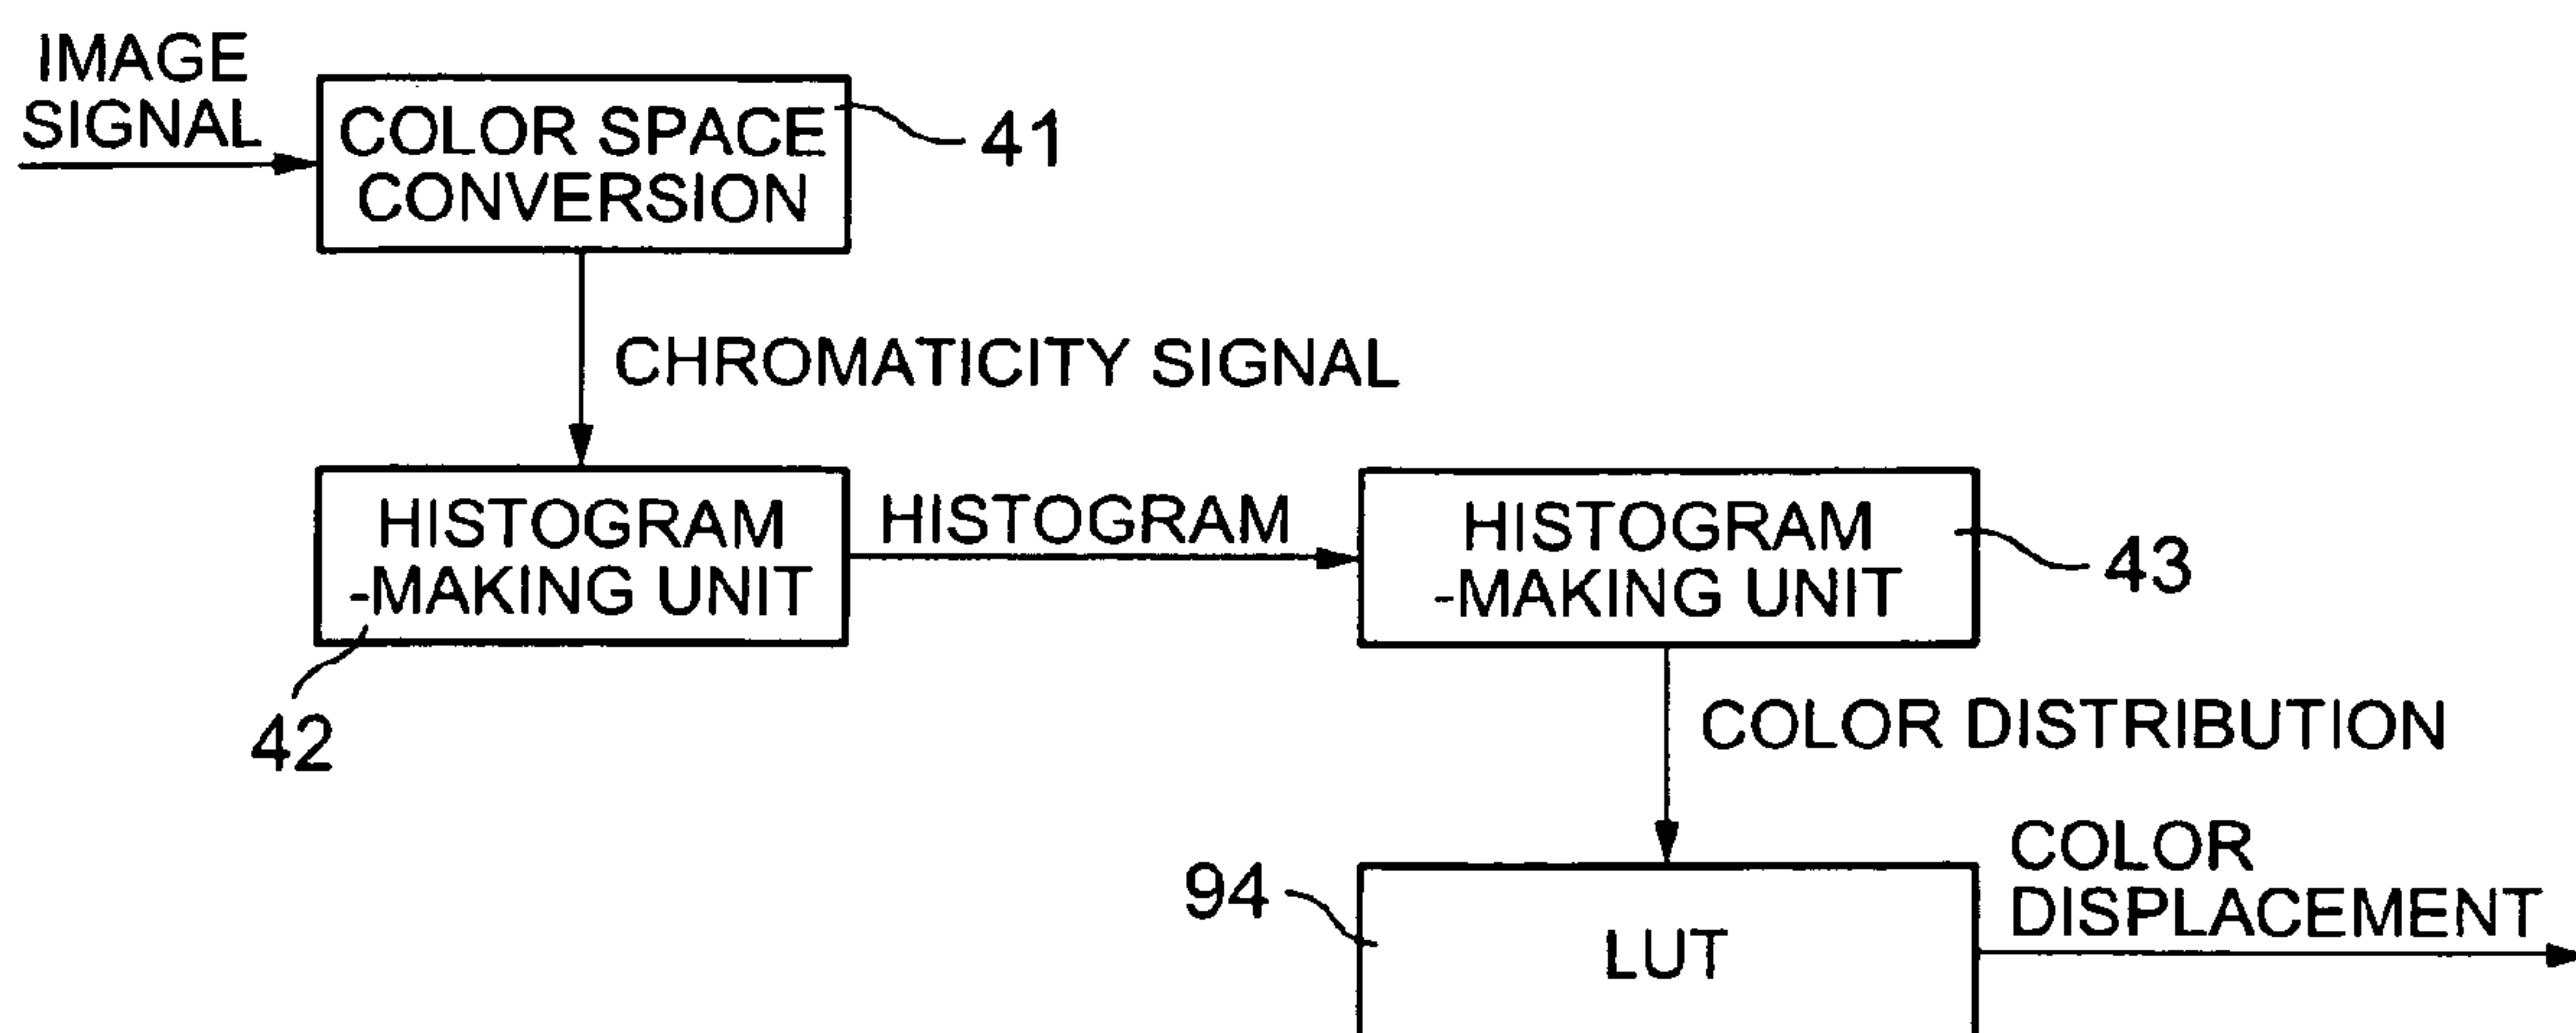 IMAGE
SIGNAL
COLOR SPACE
CONVERSION
41
CHROMATICITY SIGNAL
HISTOGRAM
-MAKING UNIT
42
HISTOGRAM
HISTOGRAM
-MAKING UNIT
43
COLOR DISTRIBUTION
94
LUT
COLOR
DISPLACEMENT